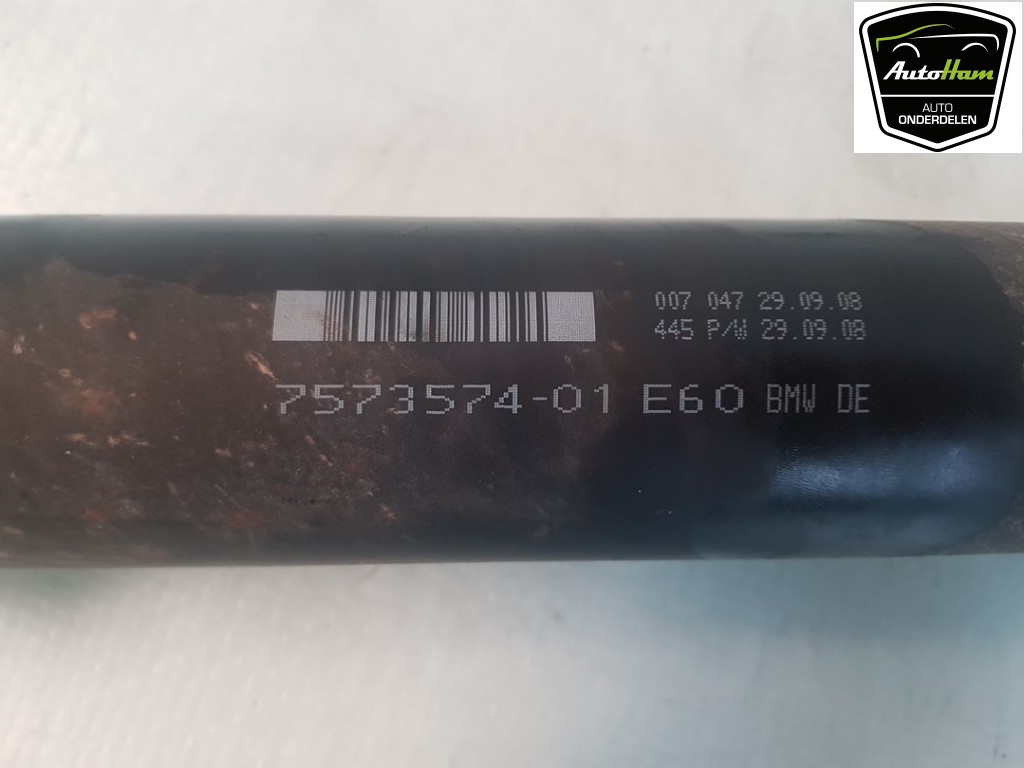 AutoHam
AUTO
ONDERDELEN
007 047 29.09.08
445 P/W 29.09.08
7573574-01 E60 BMW DE